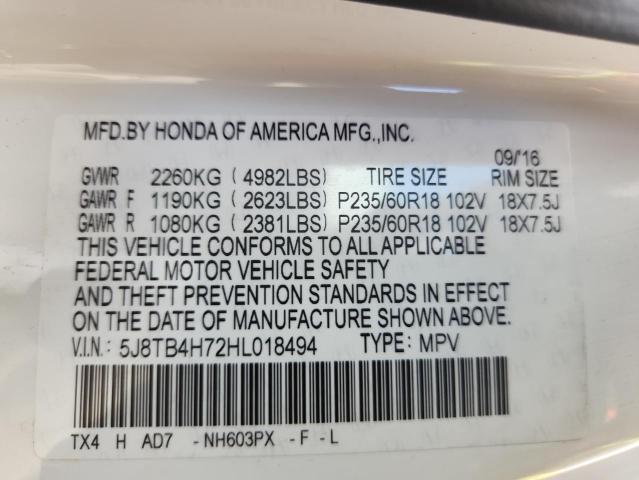 MFD.BY HONDA OF AMERICA MFG.,INC.
09/'16
GVWR 2260KG (4982LBS) TIRE SIZE RIM SIZE
GAWR F 1190KG (2623LBS) P235/60R18 102V 18X7.5J
GAWR R 1080KG (2381LBS) P235/60R18 102V 18X7.5J
THIS VEHICLE CONFORMS TO ALL APPLICABLE
FEDERAL MOTOR VEHICLE SAFETY
AND THEFT PREVENTION STANDARDS IN EFFECT
ON THE DATE OF MANUFACTURE SHOWN ABOVE.
V.I.N.: 5J8TB4H72HL018494 TYPE: MPV
TX4 H AD7 -NH603PX -F-L